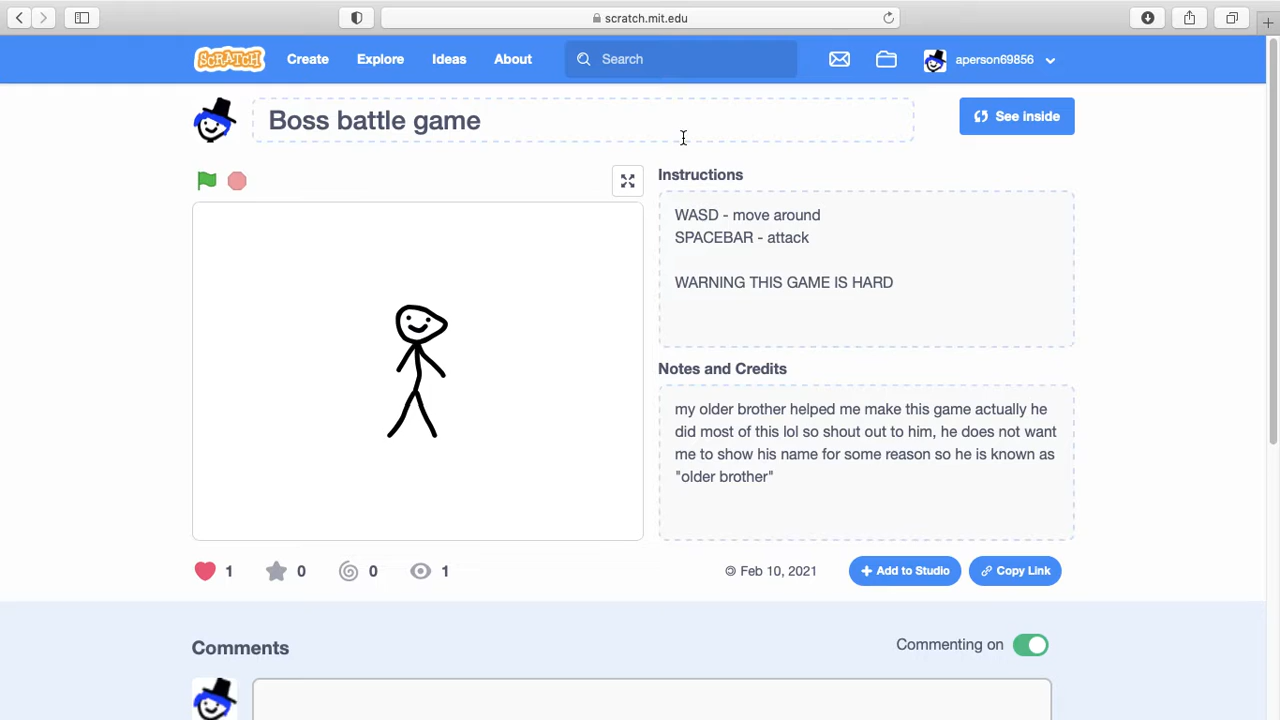 scratch.mit.edu
SCRATCH Create Explore Ideas About Search aperson69856
Boss battle game
See inside
Instructions
WASD - move around
SPACEBAR - attack
WARNING THIS GAME IS HARD
Notes and Credits
my older brother helped me make this game actually he
did most of this lol so shout out to him, he does not want
me to show his name for some reason so he is known as
"older brother"
1 0 0 1
© Feb 10, 2021 Add to Studio Copy Link
Comments
Commenting on